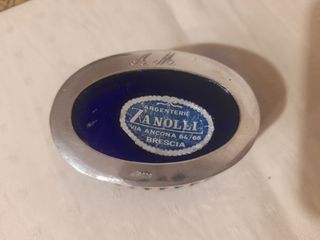 A M
ARGENTERIE
ZANOLLI
VIA ANCONA 64/66
BRESCIA